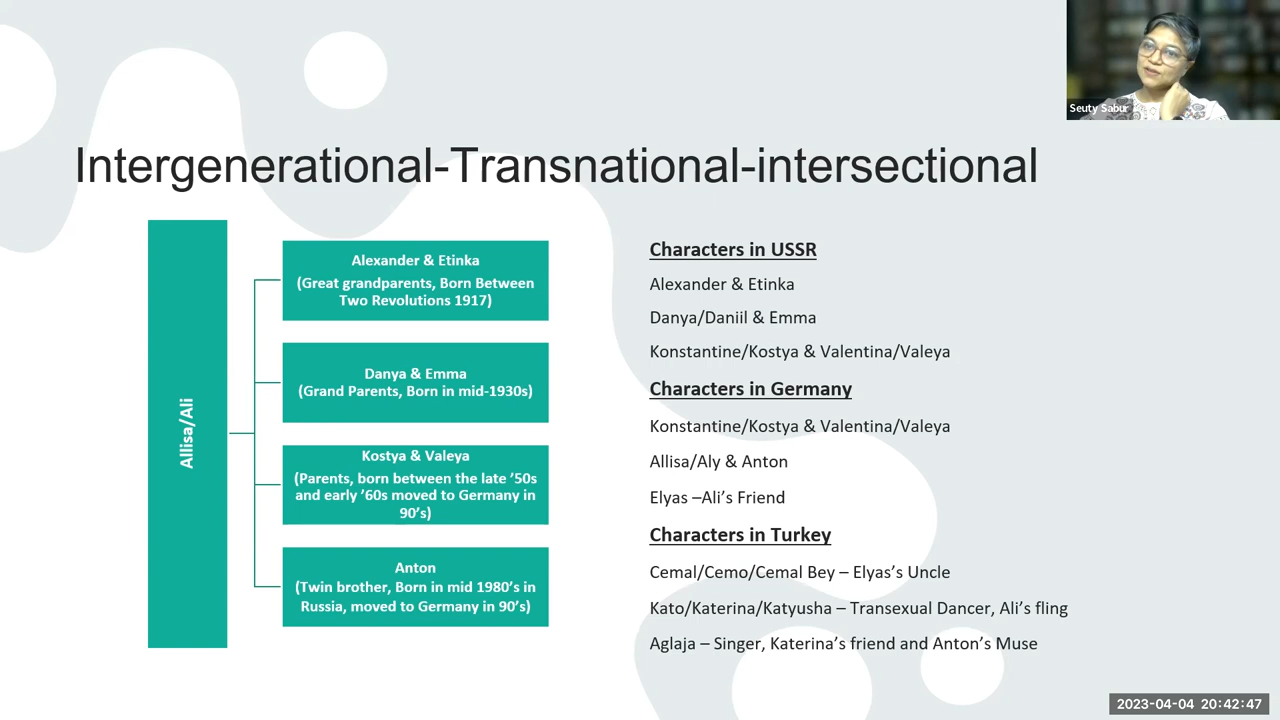 Seuty Sabur
Intergenerational-Transnational-intersectional
Allisa/Ali
Alexander & Etinka
(Great grandparents, Born Between
Two Revolutions 1917)
Danya & Emma
(Grand Parents, Born in mid-1930s)
Kostya & Valeya
(Parents, born between the late ’50s
and early ’60s moved to Germany in
90’s)
Anton
(Twin brother, Born in mid 1980’s in
Russia, moved to Germany in 90’s)
Characters in USSR
Alexander & Etinka
Danya/Daniil & Emma
Konstantine/Kostya & Valentina/Valeya
Characters in Germany
Konstantine/Kostya & Valentina/Valeya
Allisa/Aly & Anton
Elyas –Ali’s Friend
Characters in Turkey
Cemal/Cemo/Cemal Bey – Elyas’s Uncle
Kato/Katerina/Katyusha – Transexual Dancer, Ali’s fling
Aglaja – Singer, Katerina’s friend and Anton’s Muse
2023-04-04 20:42:47